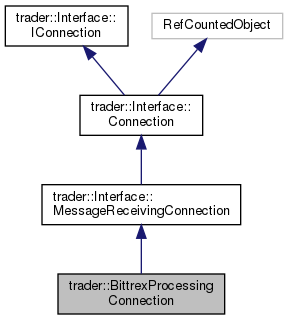 trader::Interface::
IConnection
RefCountedObject
trader::Interface::
Connection
trader::Interface::
MessageReceivingConnection
trader::BittrexProcessing
Connection